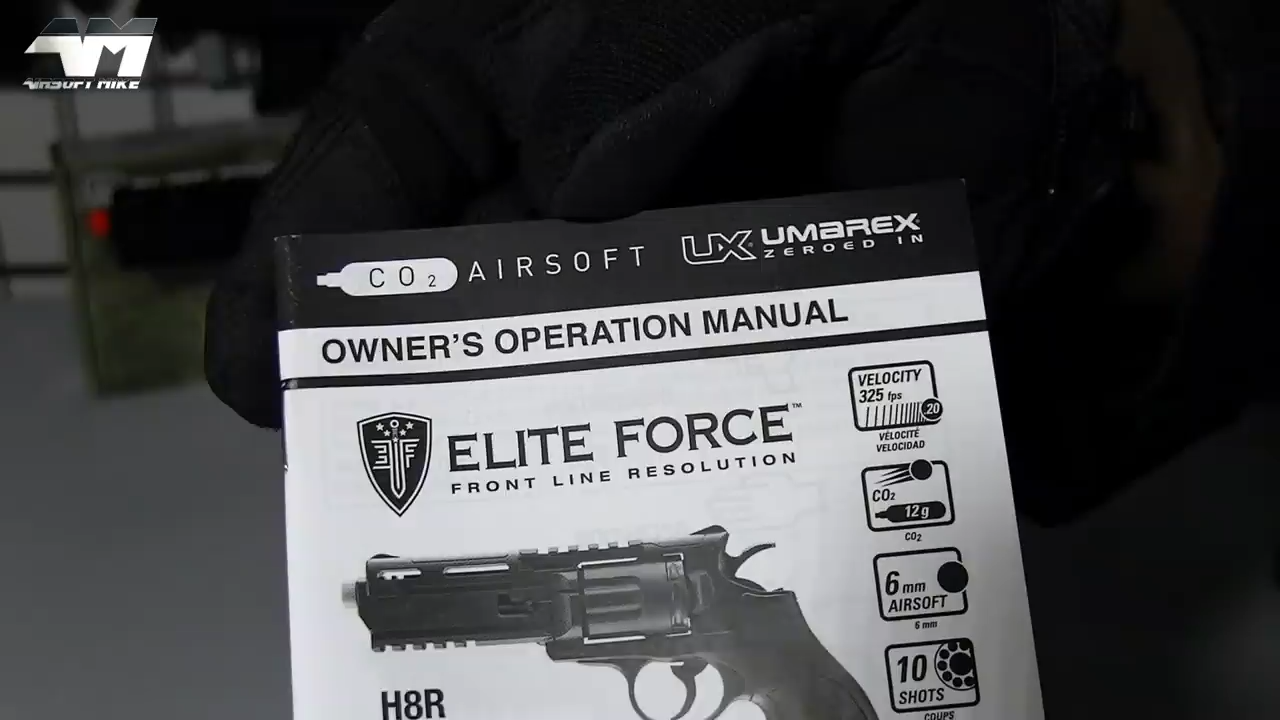 AIRSOFT MIKE
CO2 AIRSOFT
UX UMAREX
ZEROED IN
OWNER'S OPERATION MANUAL
ELITE FORCE™
FRONT LINE RESOLUTION
VELOCITY
325 fps
.20
VÉLOCITÉ
VELOCIDAD
CO2
12g
CO2
6mm
AIRSOFT
6 mm
10
SHOTS
COUPS
H8R